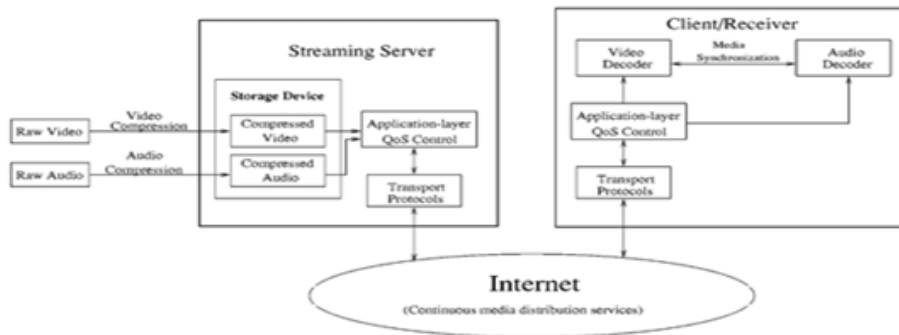 Streaming Server
Storage Device
Raw Video
Video
Compression
Compressed
Video
Raw Audio
Audio
Compression
Compressed
Audio
Application-layer
QoS Control
Transport
Protocols
Client/Receiver
Video
Decoder
Media
Synchronization
Audio
Decoder
Application-layer
QoS Control
Transport
Protocols
Internet
(Continuous media distribution services)